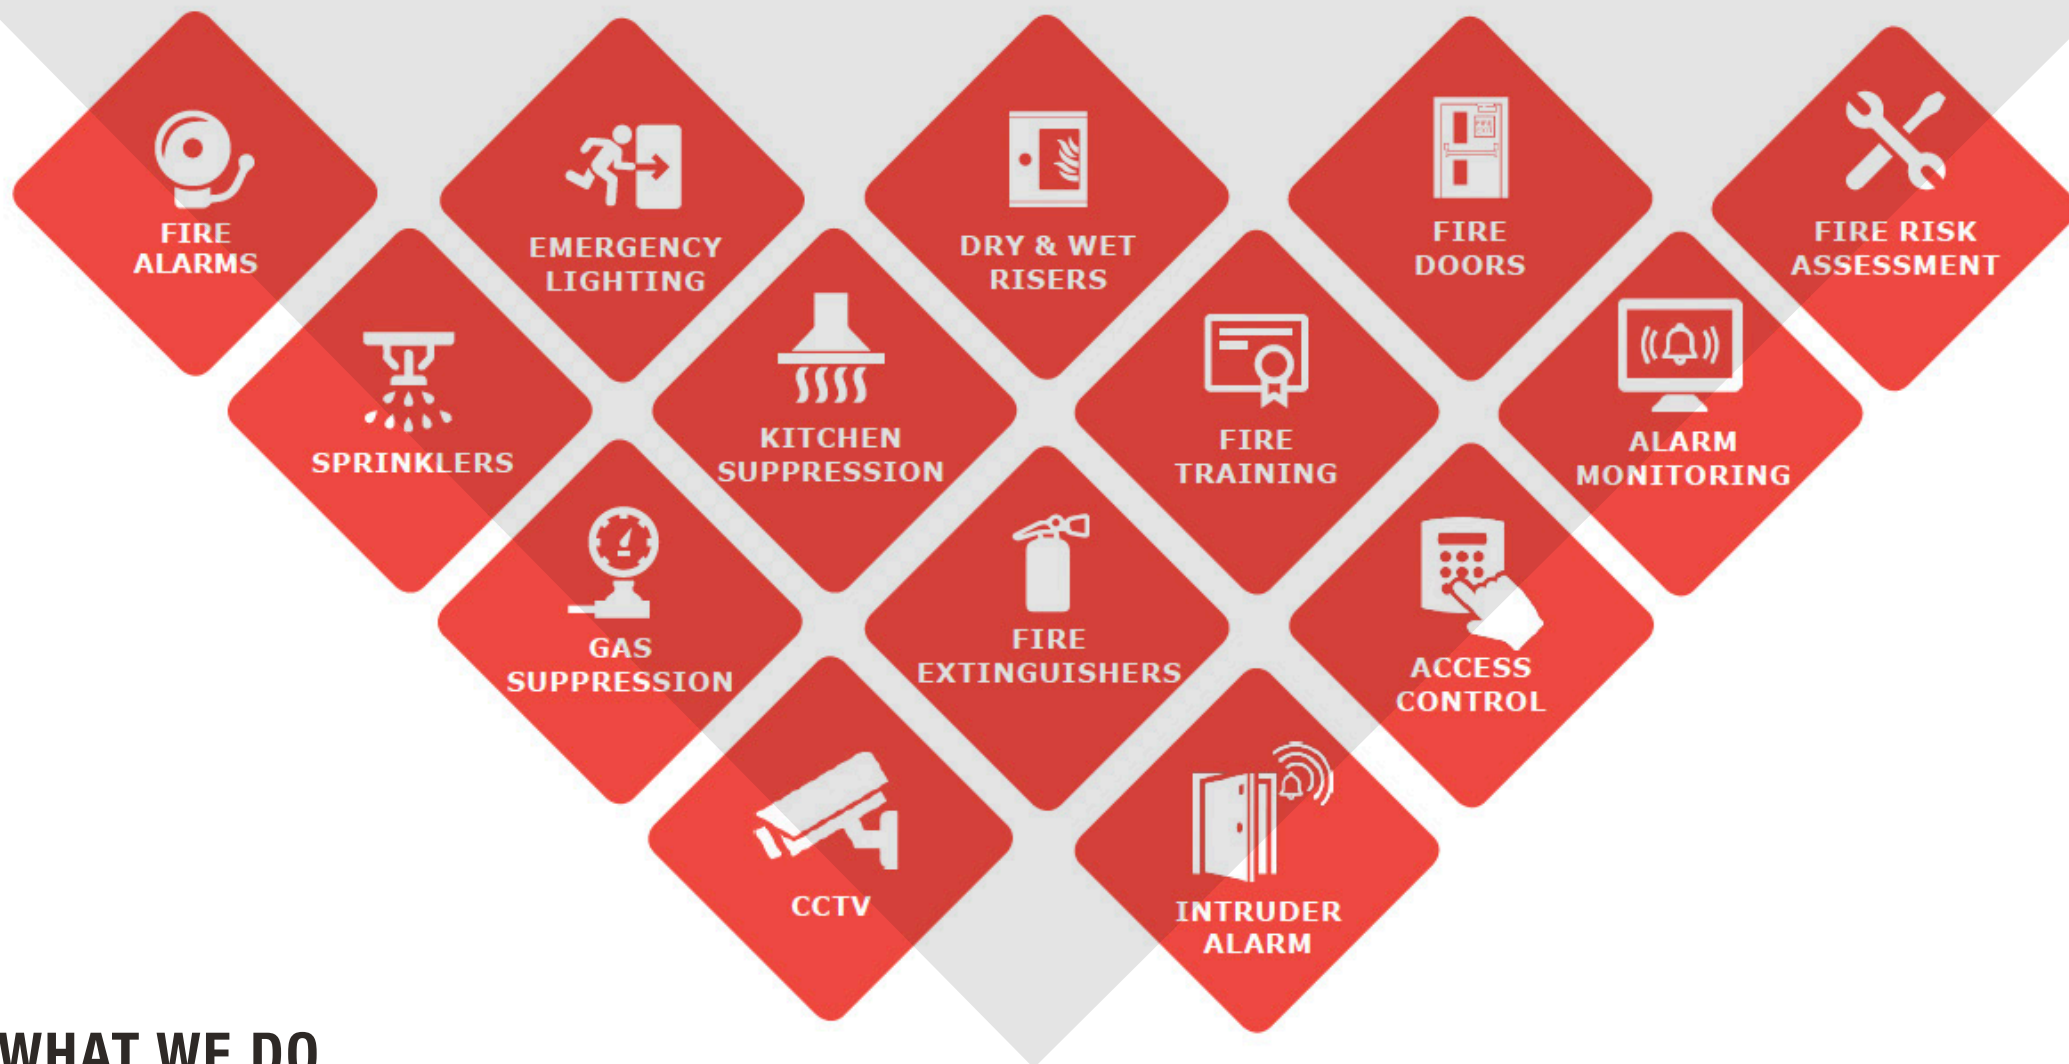 FIRE
ALARMS
EMERGENCY
LIGHTING
DRY & WET
RISERS
FIRE
DOORS
FIRE RISK
ASSESSMENT
SPRINKLERS
KITCHEN
SUPPRESSION
FIRE
TRAINING
ALARM
MONITORING
GAS
SUPPRESSION
FIRE
EXTINGUISHERS
ACCESS
CONTROL
CCTV
INTRUDER
ALARM
WHAT WE DO